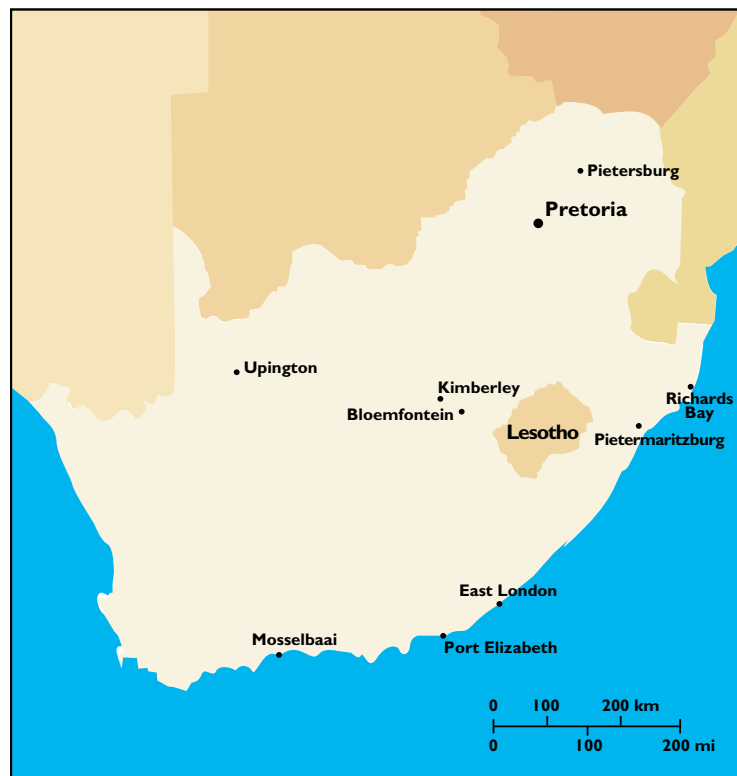 Pietersburg
Pretoria
Upington
Kimberley
Bloemfontein
Lesotho
Richards
Bay
Pietermaritzburg
East London
Mosselbaai
Port Elizabeth
0 100 200 km
0 100 200 mi